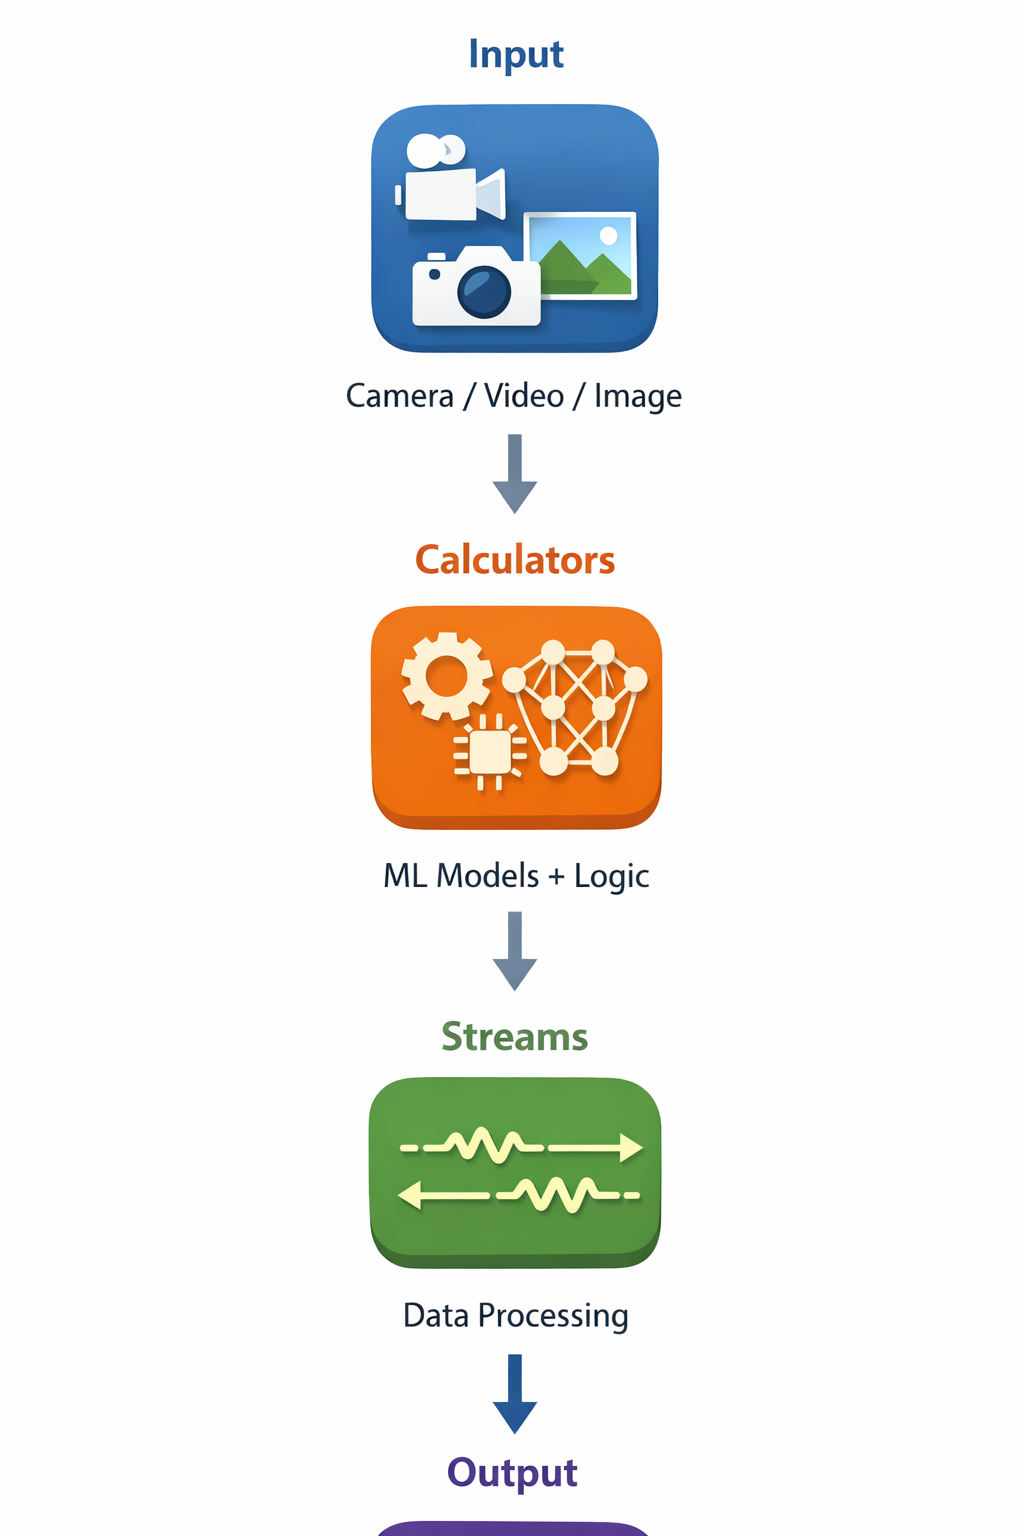 Input
Camera / Video / Image
Calculators
ML Models + Logic
Streams
Data Processing
Output